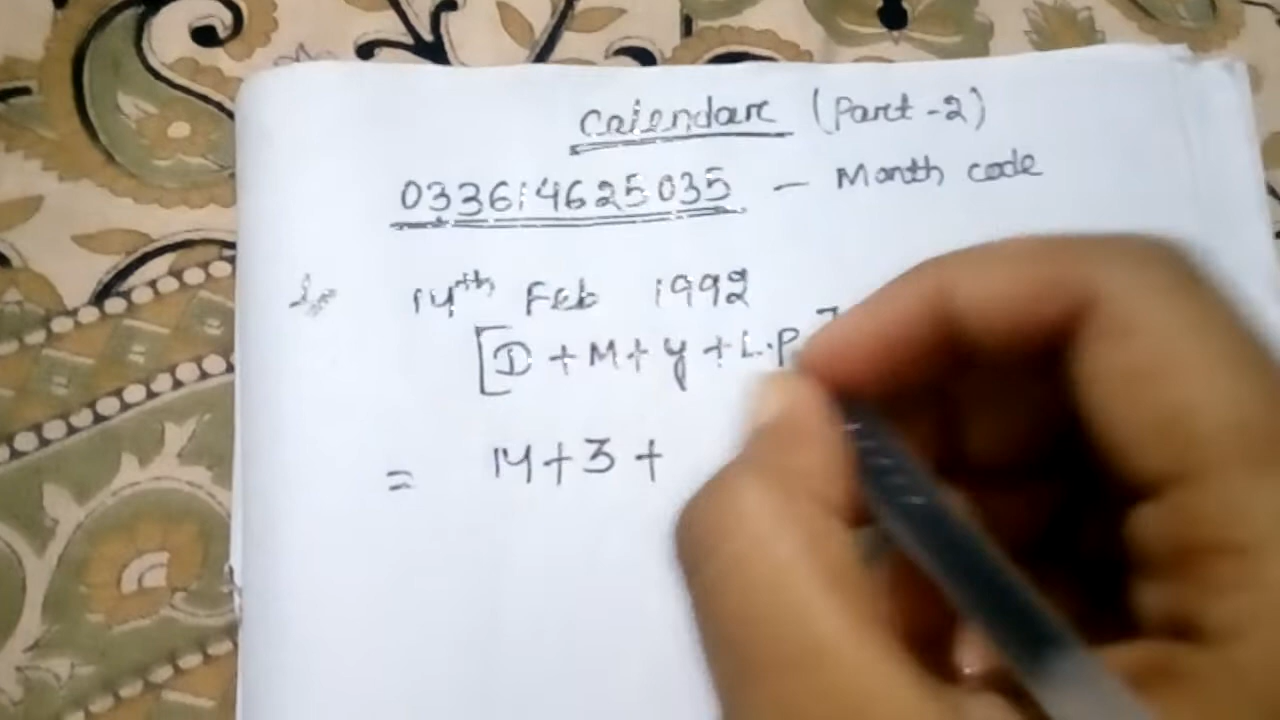 Calendar (Part-2)
033614625035 - Month code
14th Feb 1992
[D + M + y + L.P]
= 14+3+